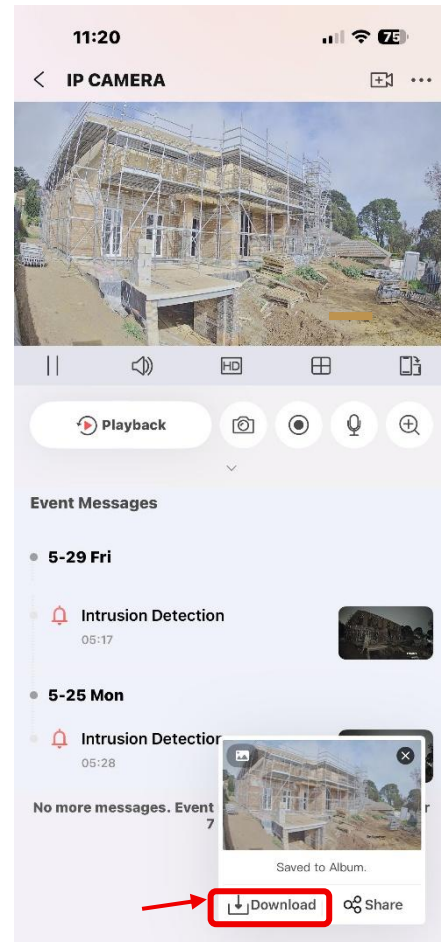 11:20
75
IP CAMERA
HD
Playback
Event Messages
5-29 Fri
Intrusion Detection
05:17
5-25 Mon
Intrusion Detection
05:28
No more messages. Event
r
7
Saved to Album.
Download
Share